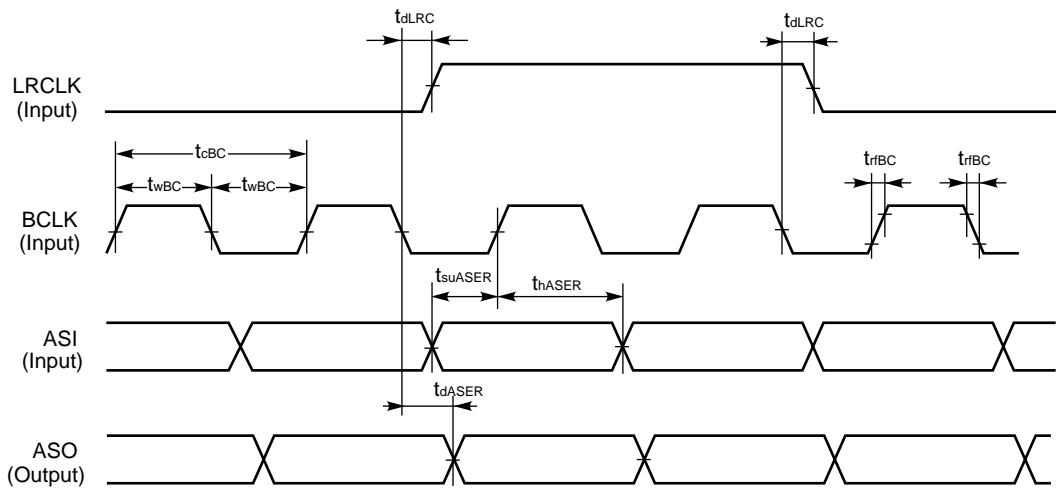 tdLRC tdLRC
LRCLK
(Input)
tcBC
twBC twBC trfBC trfBC
BCLK
(Input)
tsuASER thASER
ASI
(Input)
tdASER
ASO
(Output)